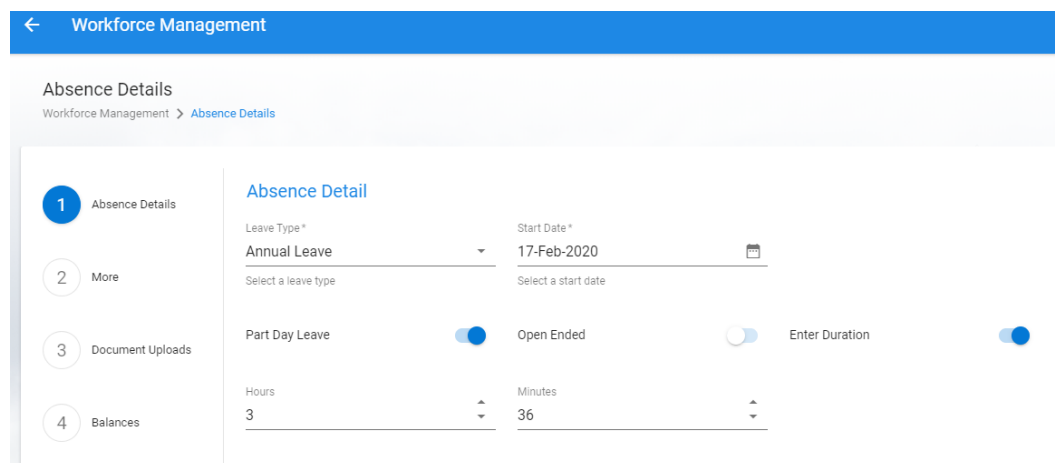 Workforce Management
Absence Details
Workforce Management > Absence Details
1 Absence Details
2 More
3 Document Uploads
4 Balances
Absence Detail
Leave Type * Start Date *
Annual Leave 17-Feb-2020
Select a leave type Select a start date
Part Day Leave Open Ended Enter Duration
Hours Minutes
3 36